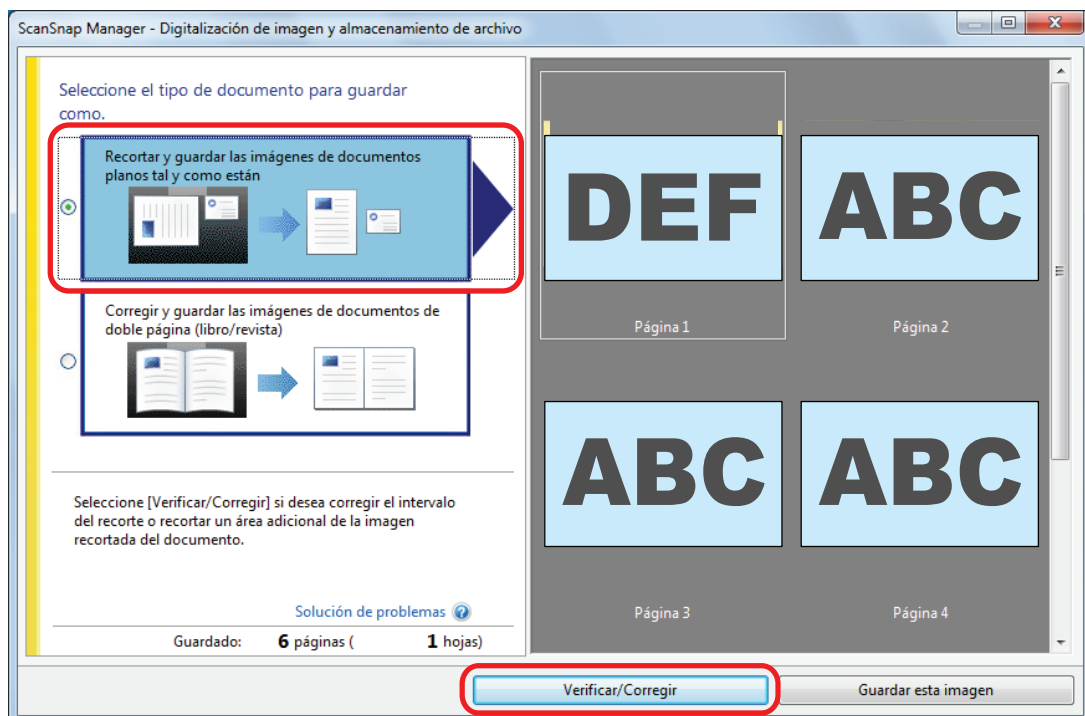 ScanSnap Manager - Digitalización de imagen y almacenamiento de archivo
Seleccione el tipo de documento para guardar
como.
Recortar y guardar las imágenes de documentos
planos tal y como están
Corregir y guardar las imágenes de documentos de
doble página (libro/revista)
Seleccione [Verificar/Corregir] si desea corregir el intervalo
del recorte o recortar un área adicional de la imagen
recortada del documento.
Solución de problemas
Guardado: 6 páginas ( 1 hojas)
DEF
ABC
Página 1
Página 2
ABC
ABC
Página 3
Página 4
Verificar/Corregir
Guardar esta imagen